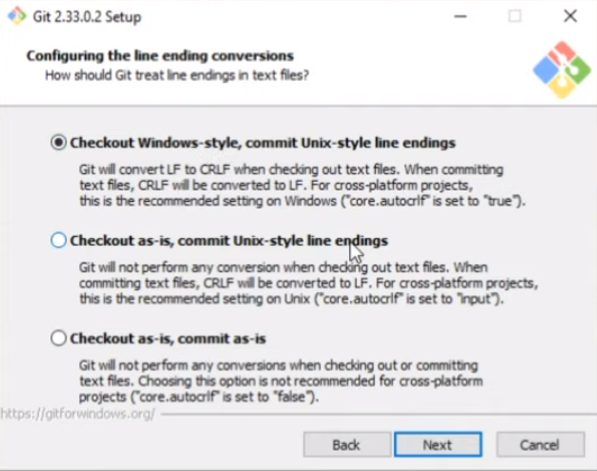 Git 2.33.0.2 Setup
Configuring the line ending conversions
How should Git treat line endings in text files?
Checkout Windows-style, commit Unix-style line endings
Git will convert LF to CRLF when checking out text files. When committing
text files, CRLF will be converted to LF. For cross-platform projects,
this is the recommended setting on Windows ("core.autocrlf" is set to "true").
Checkout as-is, commit Unix-style line endings
Git will not perform any conversion when checking out text files. When
committing text files, CRLF will be converted to LF. For cross-platform projects,
this is the recommended setting on Unix ("core.autocrlf" is set to "input").
Checkout as-is, commit as-is
Git will not perform any conversions when checking out or committing
text files. Choosing this option is not recommended for cross-platform
projects ("core.autocrlf" is set to "false").
https://gitforwindows.org/
Back Next Cancel